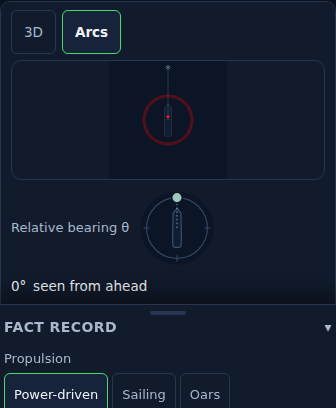 3D Arcs
Relative bearing θ
0° seen from ahead
FACT RECORD
Propulsion
Power-driven Sailing Oars